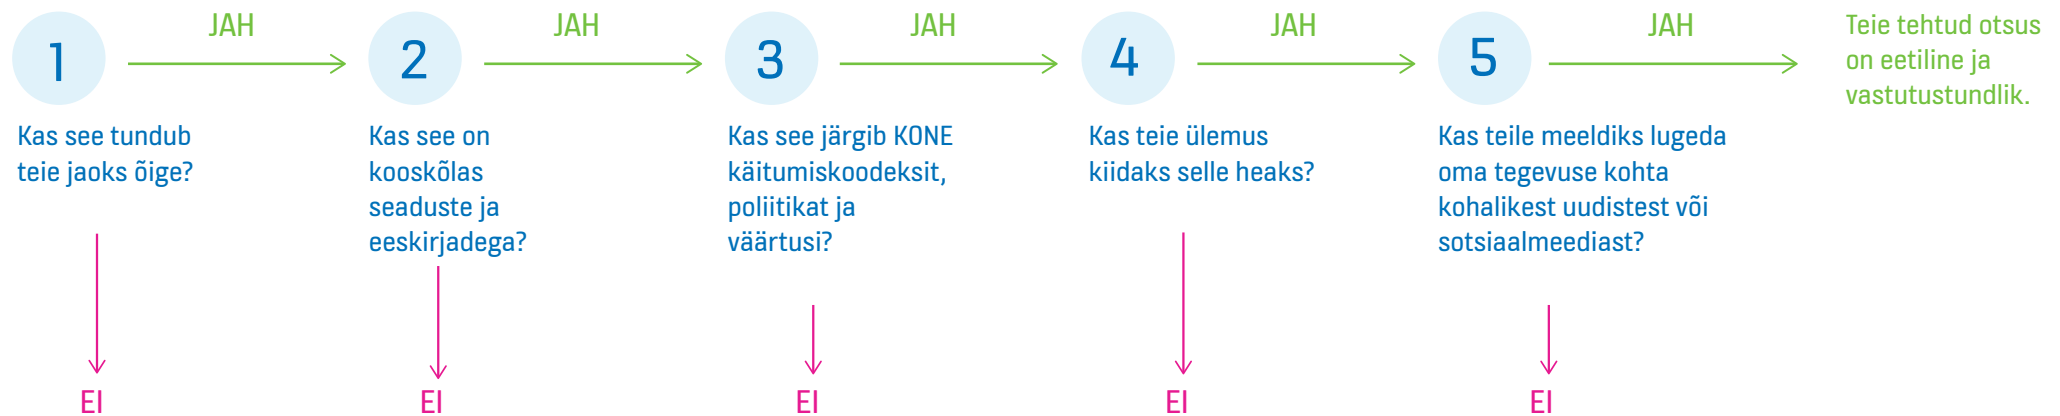 1
JAH
2
JAH
3
JAH
4
JAH
5
JAH
Teie tehtud otsus
on eetiline ja
vastutustundlik.
Kas see tundub
teie jaoks õige?
Kas see on
kooskõlas
seaduste ja
eeskirjadega?
Kas see järgib KONE
käitumiskoodeksit,
poliitikat ja
väärtusi?
Kas teie ülemus
kiidaks selle heaks?
Kas teile meeldiks lugeda
oma tegevuse kohta
kohalikest uudistest või
sotsiaalmeediast?
EI
EI
EI
EI
EI